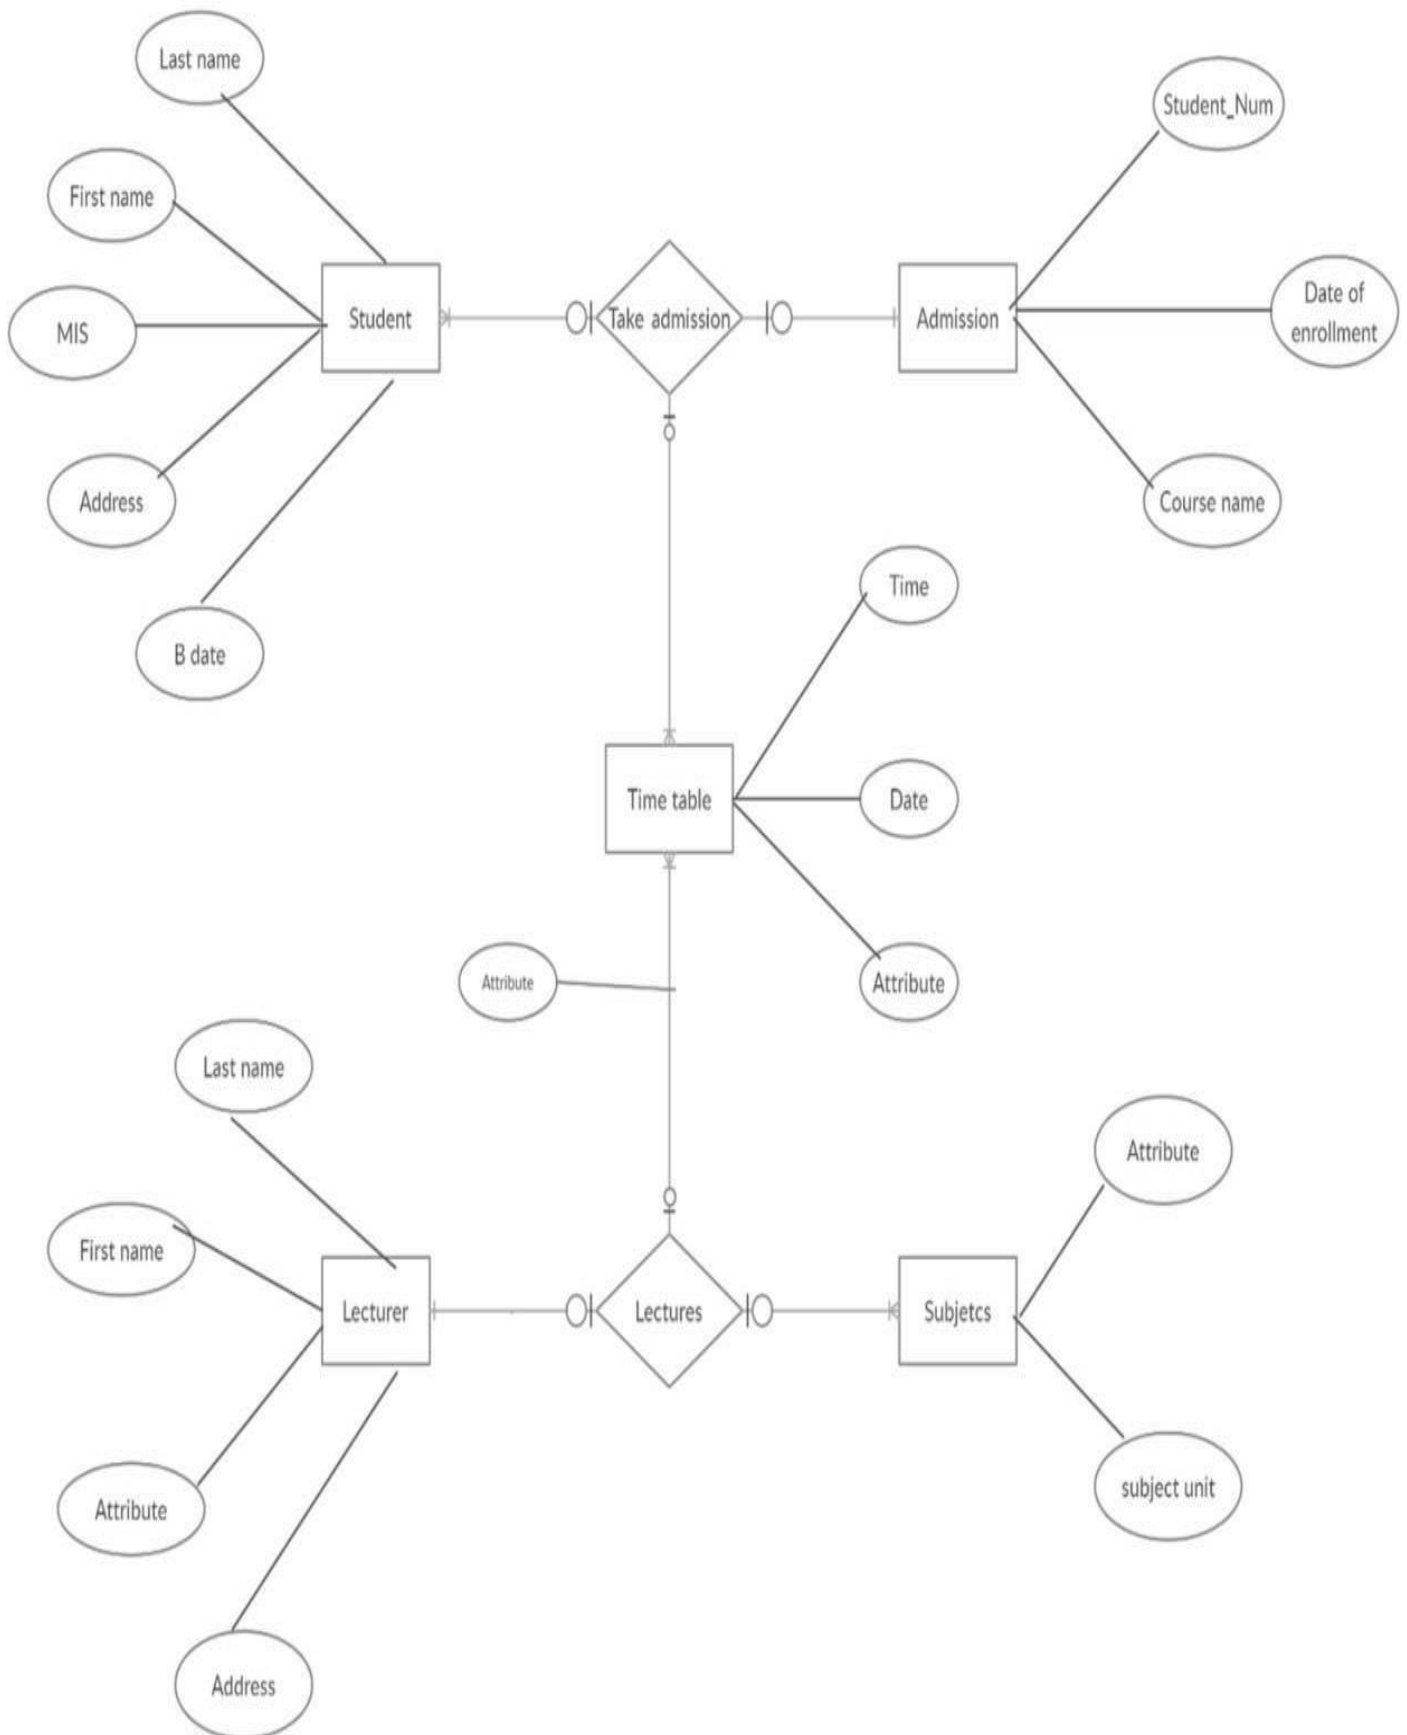 Last name
Student_Num
First name
Date of
enrollment
Student
Take admission
Admission
MIS
Address
Course name
Time
B date
Time table
Date
Attribute
Attribute
Last name
Attribute
First name
Lecturer
Lectures
Subjetcs
subject unit
Attribute
Address